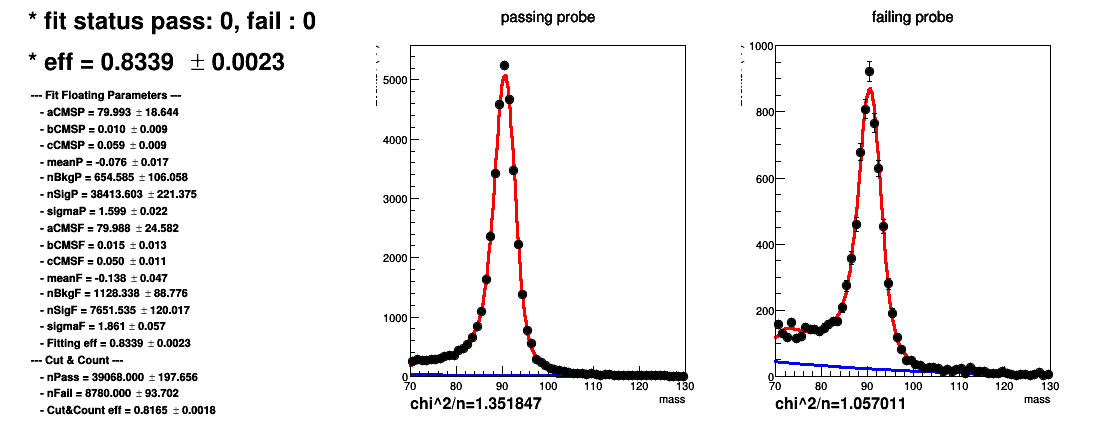 * fit status pass: 0, fail : 0
* eff = 0.8339 ± 0.0023
--- Fit Floating Parameters ---
- aCMSP = 79.993 ± 18.644
- bCMSP = 0.010 ± 0.009
- cCMSP = 0.059 ± 0.009
- meanP = -0.076 ± 0.017
- nBkgP = 654.585 ± 106.058
- nSigP = 38413.603 ± 221.375
- sigmaP = 1.599 ± 0.022
- aCMSF = 79.988 ± 24.582
- bCMSF = 0.015 ± 0.013
- cCMSF = 0.050 ± 0.011
- meanF = -0.138 ± 0.047
- nBkgF = 1128.338 ± 88.776
- nSigF = 7651.535 ± 120.017
- sigmaF = 1.861 ± 0.057
- Fitting eff = 0.8339 ± 0.0023
--- Cut & Count ---
- nPass = 39068.000 ± 197.656
- nFail = 8780.000 ± 93.702
- Cut&Count eff = 0.8165 ± 0.0018
passing probe
5000
4000
3000
2000
1000
0
70 80 90 100 110 120 130
mass
chi^2/n=1.351847
failing probe
1000
800
600
400
200
0
70 80 90 100 110 120 130
mass
chi^2/n=1.057011